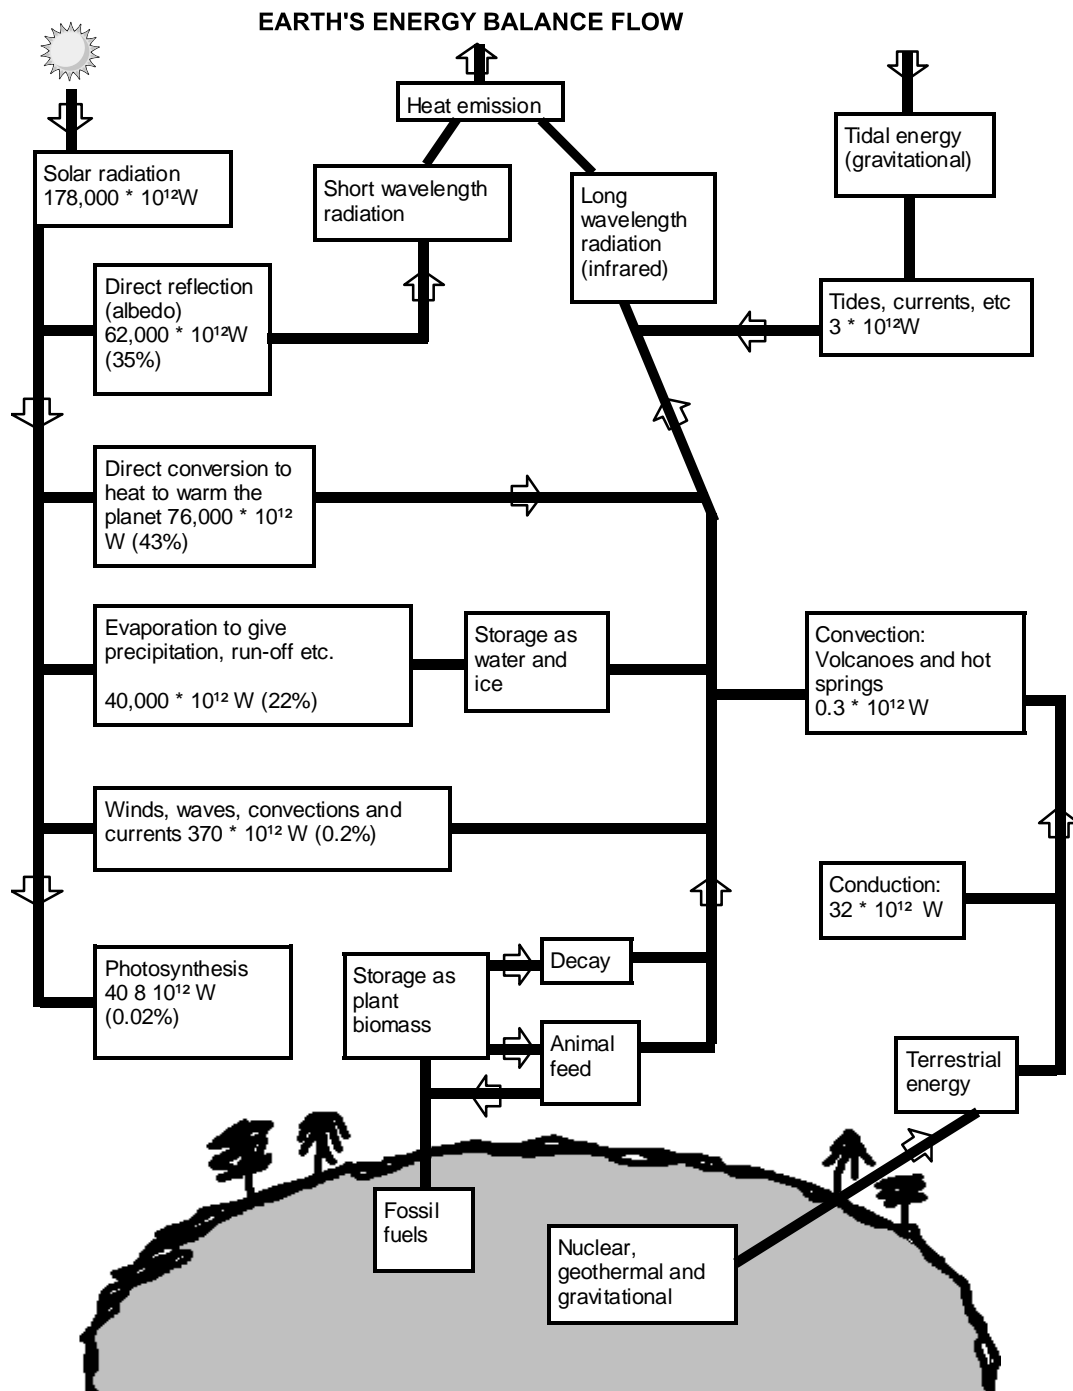 EARTH'S ENERGY BALANCE FLOW
Heat emission
Tidal energy
(gravitational)
Solar radiation
178,000 * 10¹²W
Short wavelength
radiation
Long
wavelength
radiation
(infrared)
Direct reflection
(albedo)
62,000 * 10¹²W
(35%)
Tides, currents, etc
3 * 10¹²W
Direct conversion to
heat to warm the
planet 76,000 * 10¹²
W (43%)
Evaporation to give
precipitation, run-off etc.
40,000 * 10¹² W (22%)
Storage as
water and
ice
Convection:
Volcanoes and hot
springs
0.3 * 10¹² W
Winds, waves, convections and
currents 370 * 10¹² W (0.2%)
Conduction:
32 * 10¹² W
Photosynthesis
40 8 10¹² W
(0.02%)
Storage as
plant
biomass
Decay
Animal
feed
Terrestrial
energy
Fossil
fuels
Nuclear,
geothermal and
gravitational